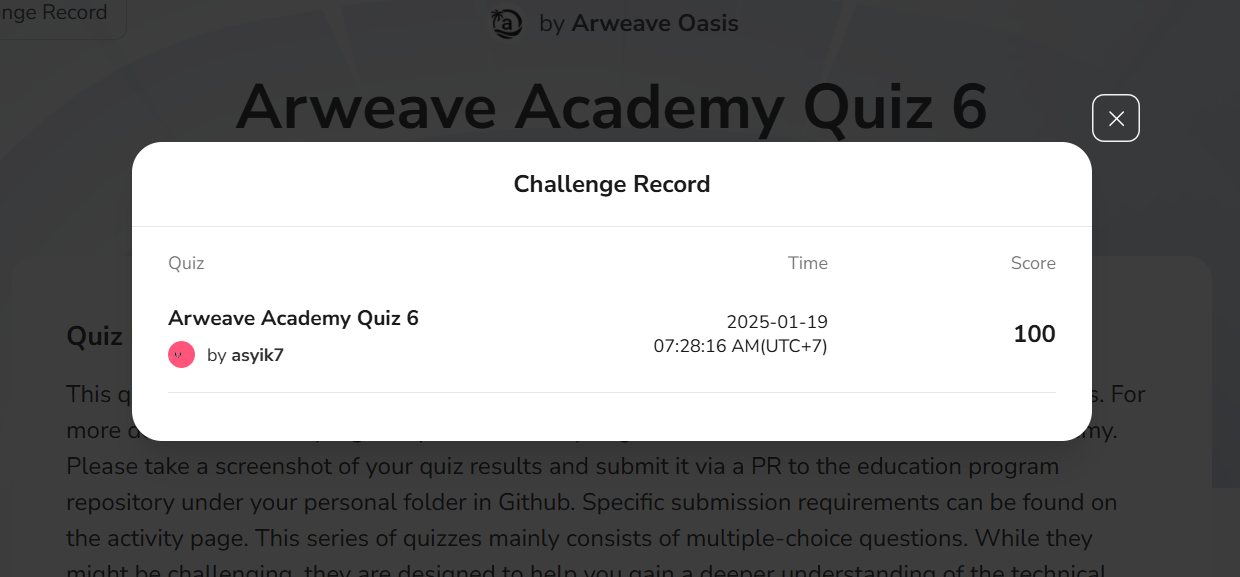 nge Record
by Arweave Oasis
Arweave Academy Quiz 6
Challenge Record
Quiz Time Score
Arweave Academy Quiz 6
2025-01-19
07:28:16 AM(UTC+7)
100
by asyik7
Quiz
This q s. For
more d my.
Please take a screenshot of your quiz results and submit it via a PR to the education program
repository under your personal folder in Github. Specific submission requirements can be found on
the activity page. This series of quizzes mainly consists of multiple-choice questions. While they
might be challenging, they are designed to help you gain a deeper understanding of the technical